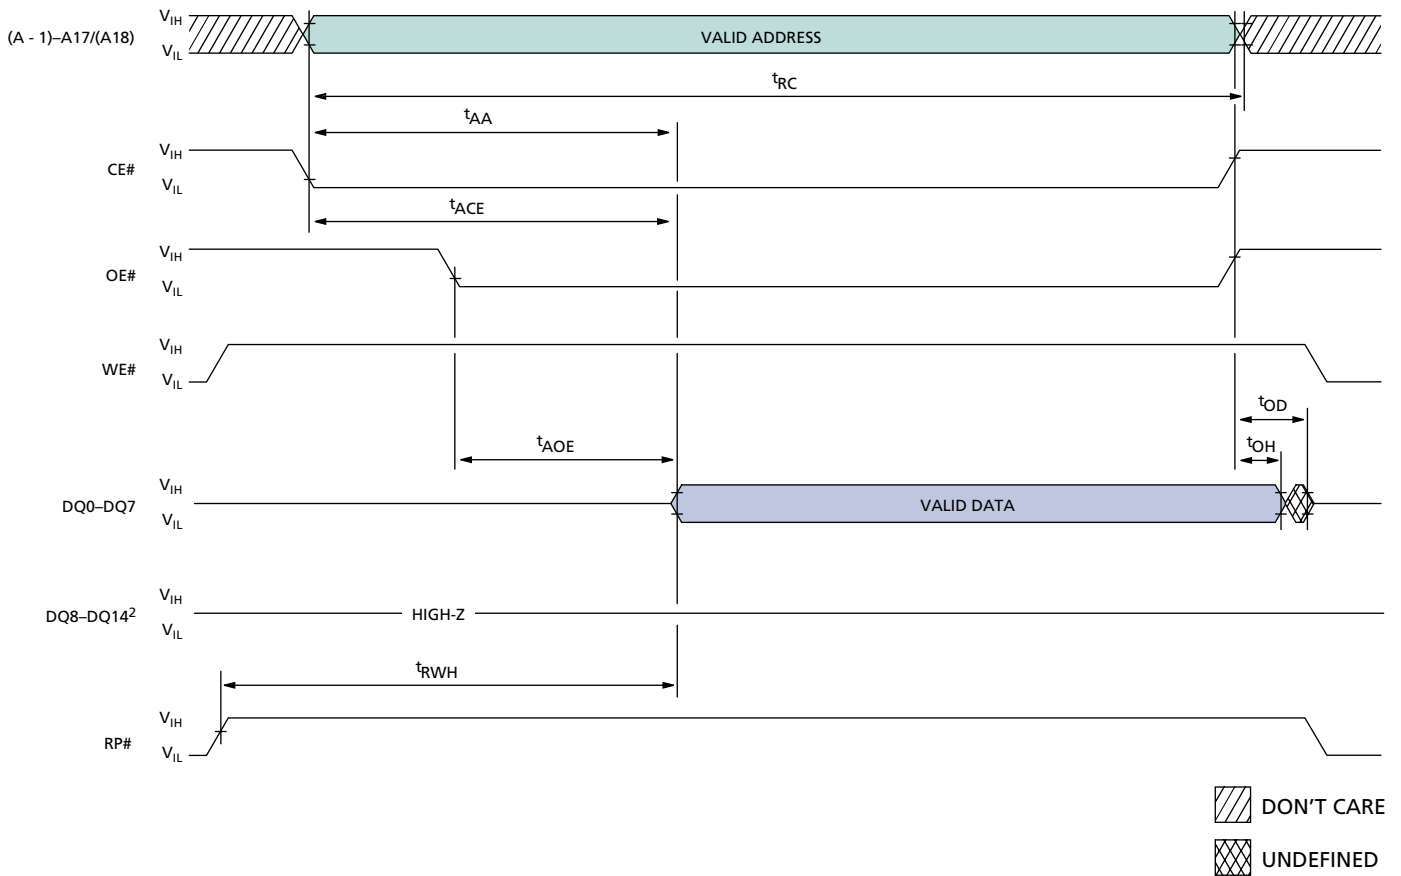 (A - 1)–A17/(A18)
VIH
VIL
VALID ADDRESS
tRC
tAA
CE#
VIH
VIL
tACE
OE#
VIH
VIL
WE#
VIH
VIL
tOD
tAOE
tOH
DQ0–DQ7
VIH
VIL
VALID DATA
DQ8–DQ14²
VIH
VIL
HIGH-Z
tRWH
RP#
VIH
VIL
DON'T CARE
UNDEFINED